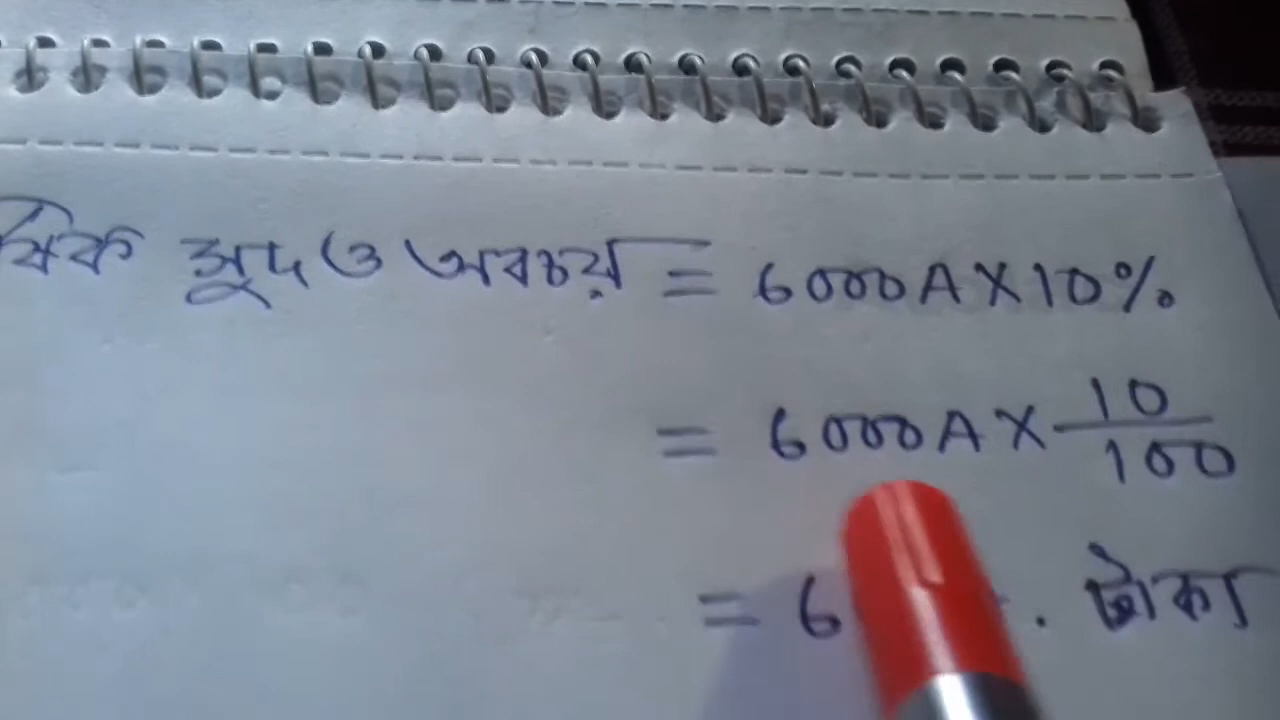 র্ষিক সুদ ও অবচয় = 6000A X 10%
= 6000A X 10/100
= 6 . টাকা